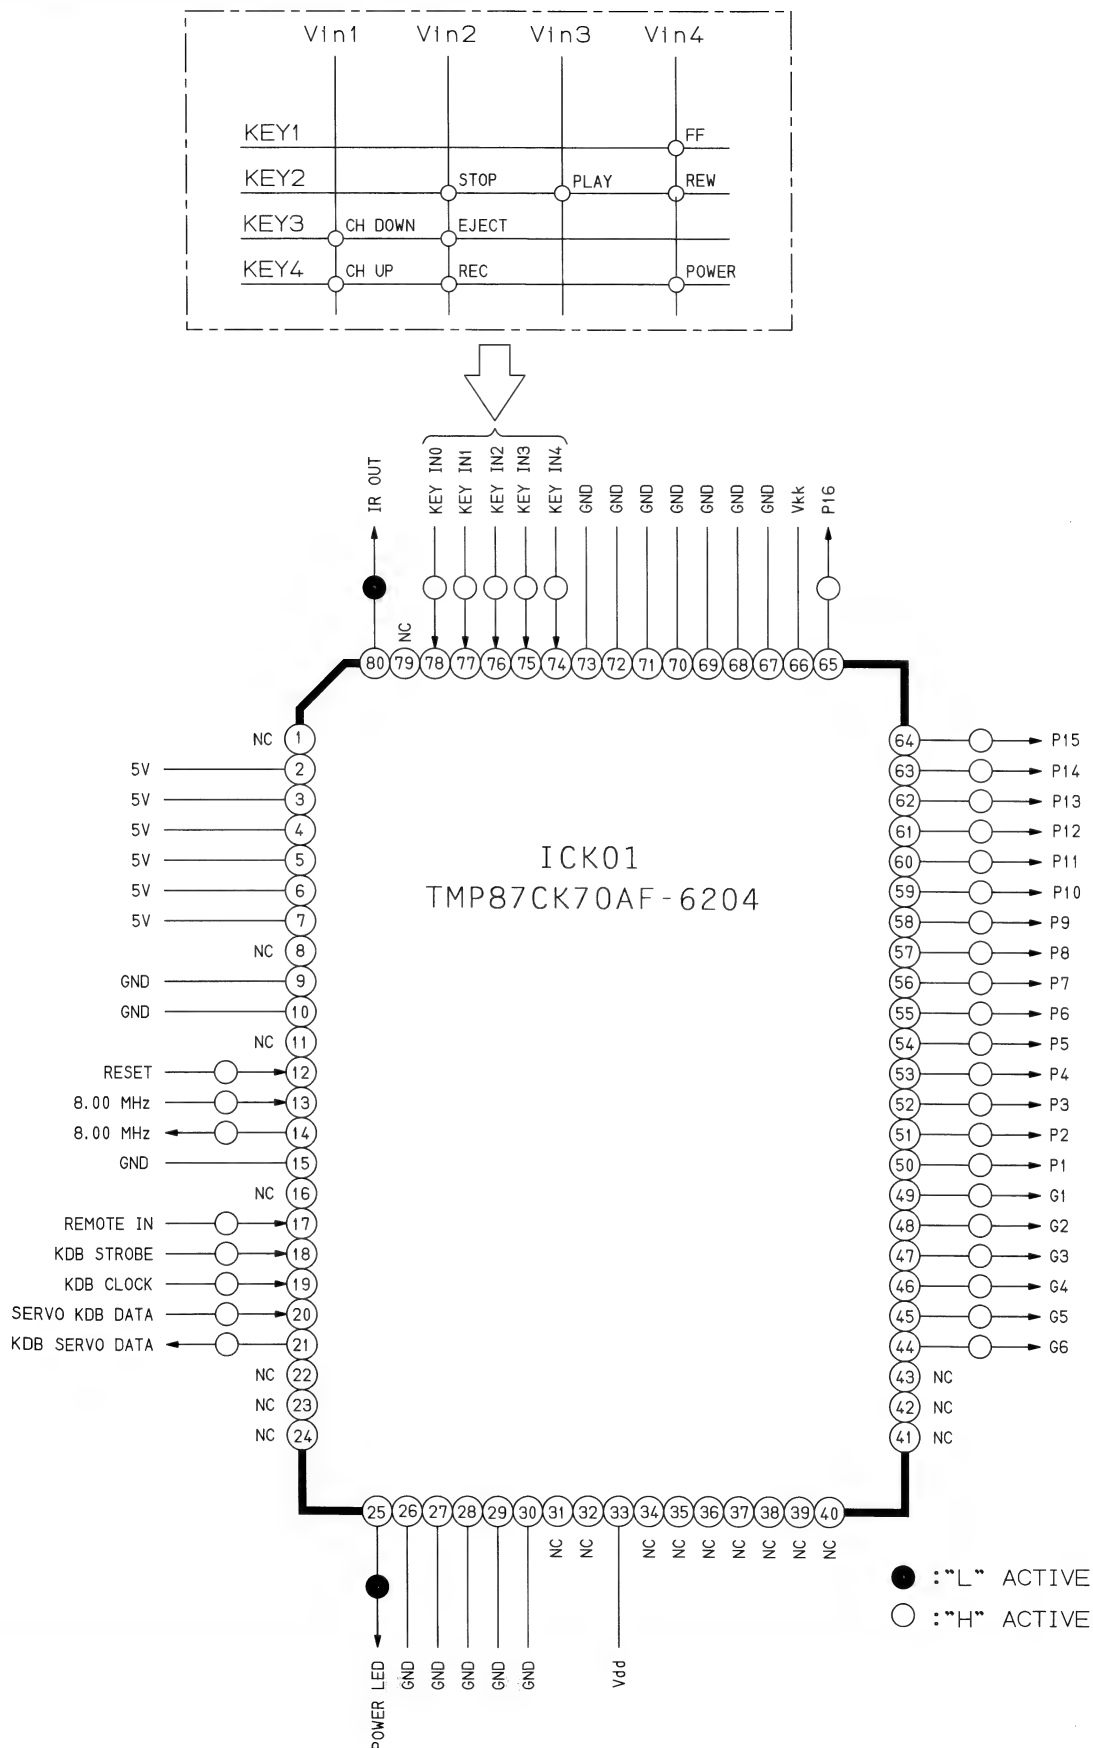 Vin1 Vin2 Vin3 Vin4
KEY1 FF
KEY2 STOP PLAY REW
KEY3 CH DOWN EJECT
KEY4 CH UP REC POWER
IR OUT
KEY IN0
KEY IN1
KEY IN2
KEY IN3
KEY IN4
GND
GND
GND
GND
GND
GND
GND
Vkk
P16
NC
80 79 78 77 76 75 74 73 72 71 70 69 68 67 66 65
NC 1
5V 2
5V 3
5V 4
5V 5
5V 6
5V 7
NC 8
GND 9
GND 10
NC 11
RESET 12
8.00 MHz 13
8.00 MHz 14
GND 15
NC 16
REMOTE IN 17
KDB STROBE 18
KDB CLOCK 19
SERVO KDB DATA 20
KDB SERVO DATA 21
NC 22
NC 23
NC 24
ICK01
TMP87CK70AF-6204
64 P15
63 P14
62 P13
61 P12
60 P11
59 P10
58 P9
57 P8
56 P7
55 P6
54 P5
53 P4
52 P3
51 P2
50 P1
49 G1
48 G2
47 G3
46 G4
45 G5
44 G6
43 NC
42 NC
41 NC
25 26 27 28 29 30 31 32 33 34 35 36 37 38 39 40
NC
NC
NC
NC
NC
NC
NC
NC
NC
POWER LED
GND
GND
GND
GND
GND
Vdd
:"L" ACTIVE
:"H" ACTIVE